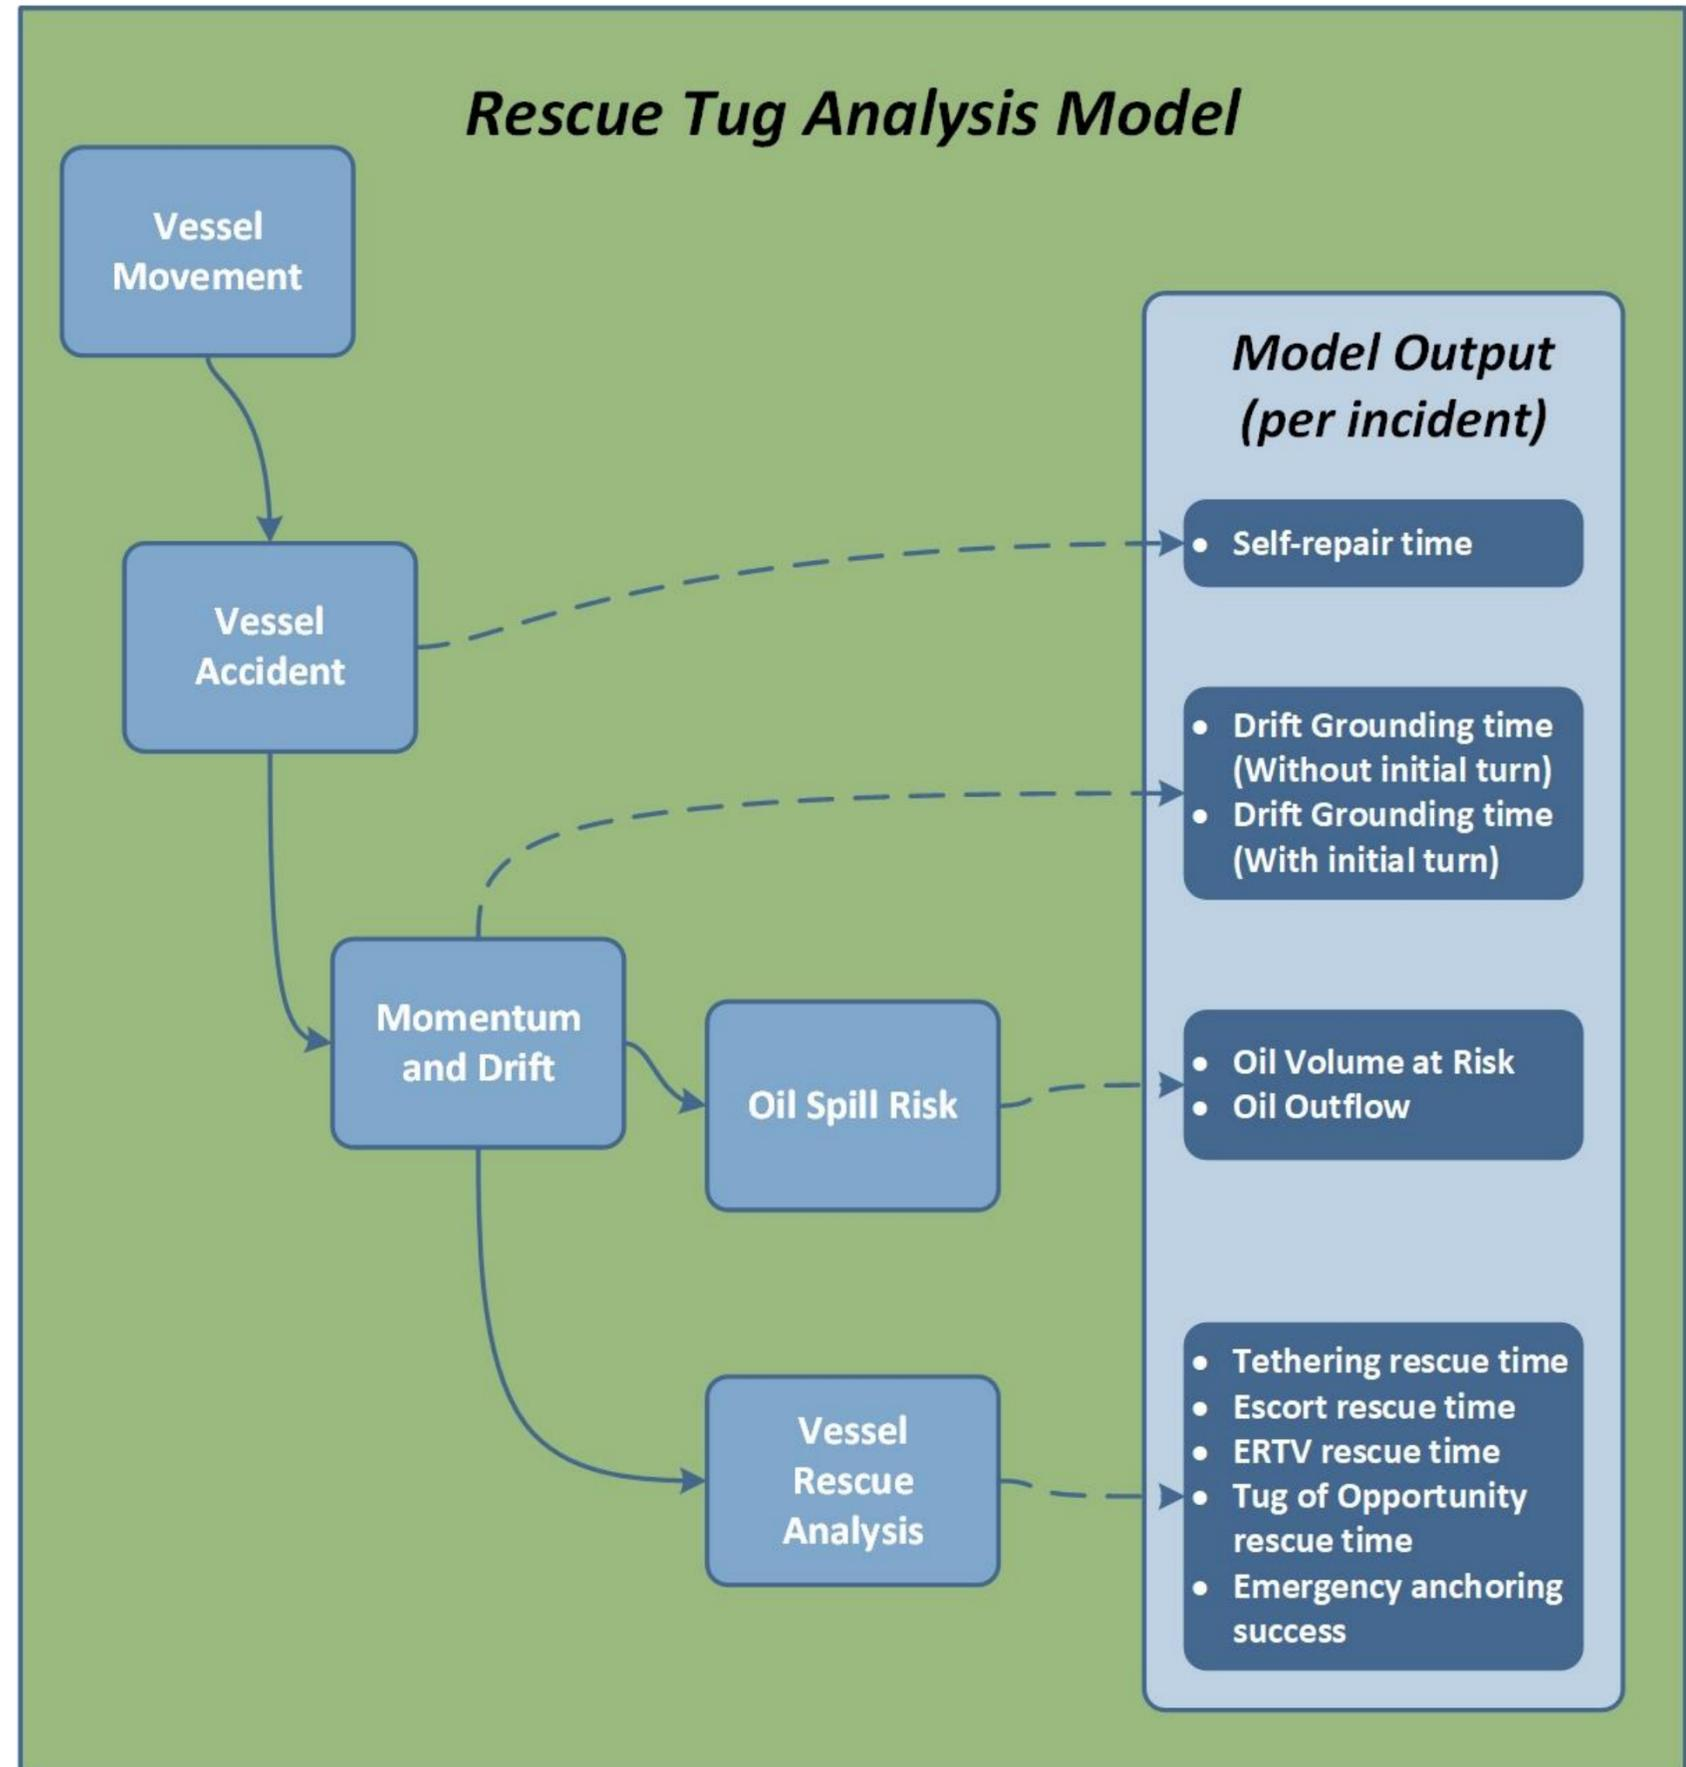 Rescue Tug Analysis Model
Vessel
Movement
Model Output
(per incident)
• Self-repair time
Vessel
Accident
• Drift Grounding time
(Without initial turn)
• Drift Grounding time
(With initial turn)
Momentum
and Drift
Oil Spill Risk
• Oil Volume at Risk
• Oil Outflow
Vessel
Rescue
Analysis
• Tethering rescue time
• Escort rescue time
• ERTV rescue time
• Tug of Opportunity
rescue time
• Emergency anchoring
success